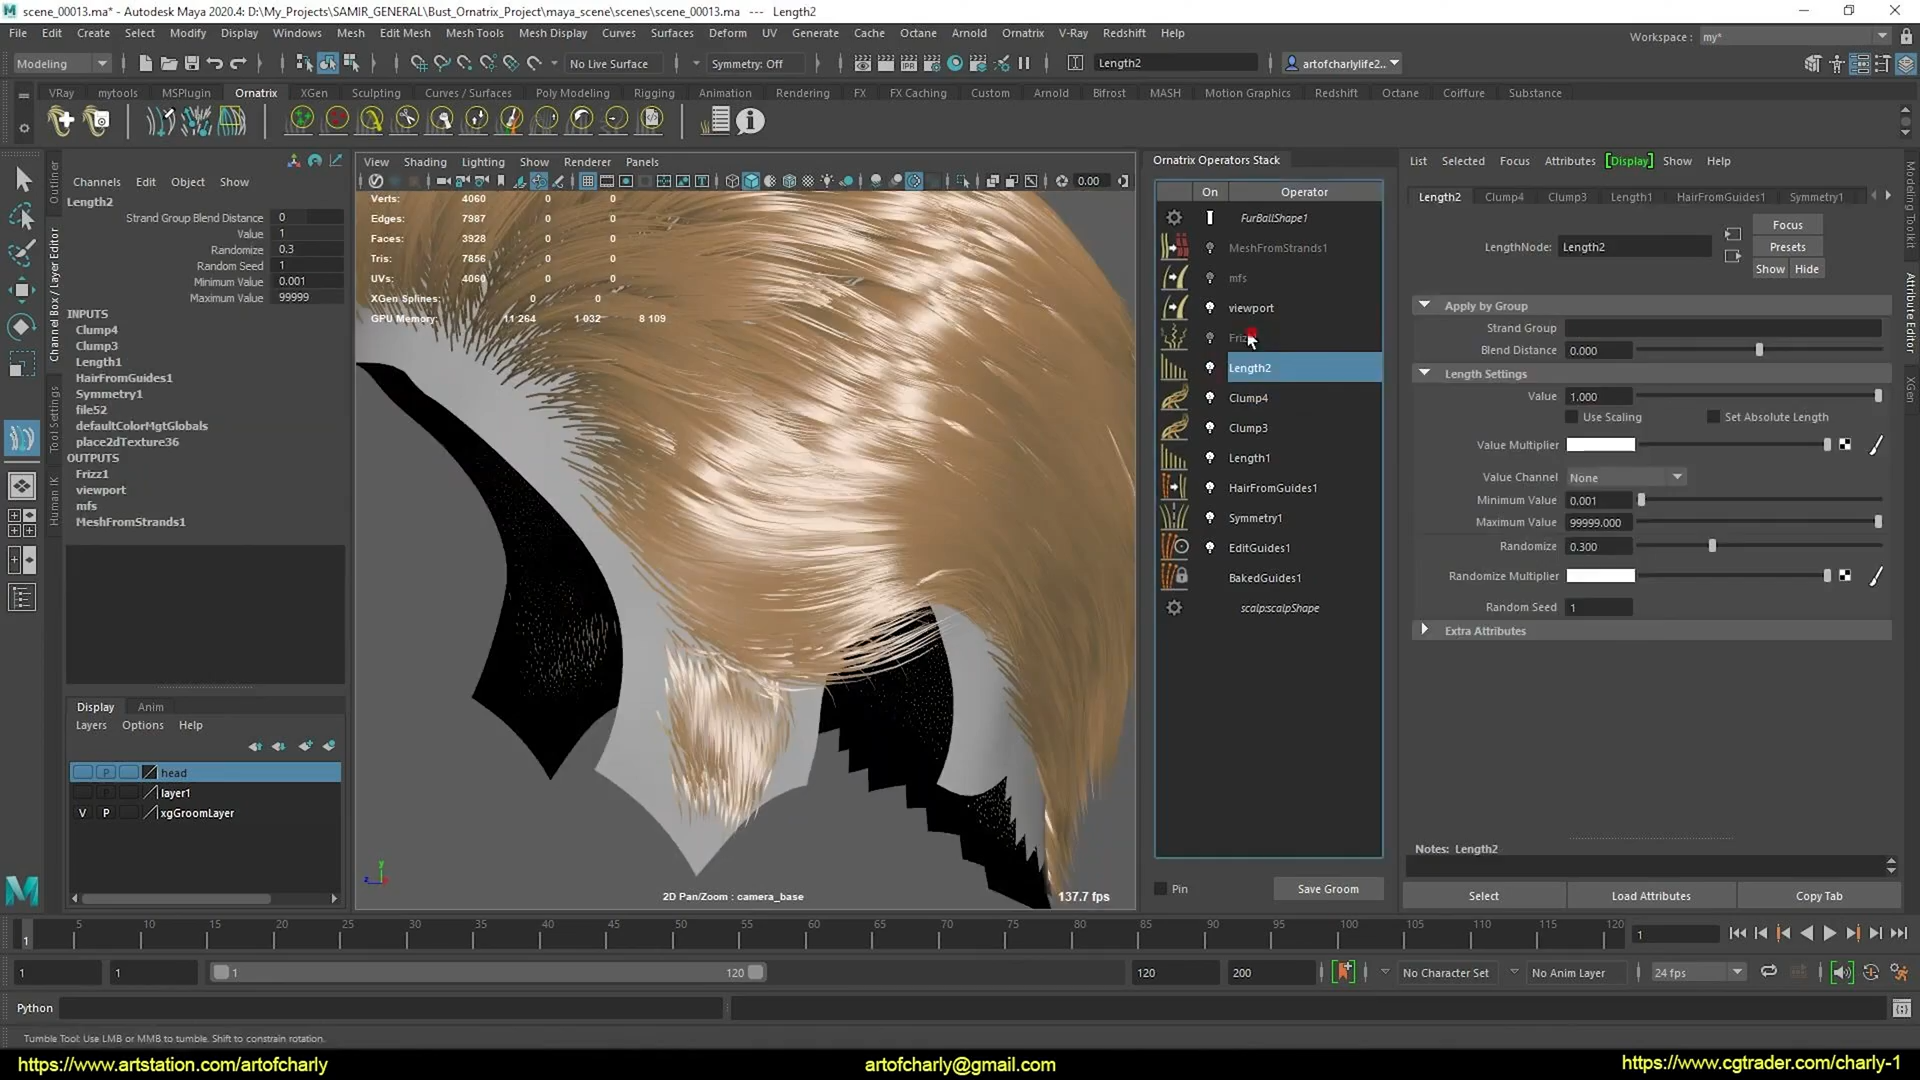 scene_00013.ma* - Autodesk Maya 2020.4: D:\My_Projects\SAMIR_GENERAL\Bust_Ornatrix_Project\maya_scene\scenes\scene_00013.ma --- Length2
File Edit Create Select Modify Display Windows Mesh Edit Mesh Mesh Tools Mesh Display Curves Surfaces Deform UV Generate Cache Octane Arnold Ornatrix V-Ray Redshift Help
Workspace : my*
Modeling No Live Surface Symmetry: Off Length2 artofcharlylife2..
VRay mytools MSPlugin Ornatrix XGen Sculpting Curves / Surfaces Poly Modeling Rigging Animation Rendering FX FX Caching Custom Arnold Bifrost MASH Motion Graphics Redshift Octane Coiffure Substance
Channels Edit Object Show
Length2
Strand Group Blend Distance 0
Value 1
Randomize 0.3
Random Seed 1
Minimum Value 0.001
Maximum Value 99999
INPUTS
Clump4
Clump3
Length1
HairFromGuides1
Symmetry1
file52
defaultColorMgtGlobals
place2dTexture36
OUTPUTS
Frizz1
viewport
mfs
MeshFromStrands1
Outliner
Channel Box / Layer Editor
Tool Settings
Human IK
Display Anim
Layers Options Help
head
layer1
V P xgGroomLayer
View Shading Lighting Show Renderer Panels
0.00
Verts: 4060 0 0
Edges: 7987 0 0
Faces: 3928 0 0
Tris: 7856 0 0
UVs: 4060 0 0
XGen Splines: 0 0
GPU Memory: 11 264 1 032 8 109
2D Pan/Zoom : camera_base
137.7 fps
Ornatrix Operators Stack
On Operator
FurBallShape1
MeshFromStrands1
mfs
viewport
Length2
Clump4
Clump3
Length1
HairFromGuides1
Symmetry1
EditGuides1
BakedGuides1
scalp:scalpShape
Pin Save Groom
List Selected Focus Attributes [Display] Show Help
Length2 Clump4 Clump3 Length1 HairFromGuides1 Symmetry1
LengthNode: Length2
Focus
Presets
Show Hide
Apply by Group
Strand Group
Blend Distance 0.000
Length Settings
Value 1.000
Use Scaling Set Absolute Length
Value Multiplier
Value Channel None
Minimum Value 0.001
Maximum Value 99999.000
Randomize 0.300
Randomize Multiplier
Random Seed 1
Extra Attributes
Notes: Length2
Select Load Attributes Copy Tab
Modeling Toolkit
Attribute Editor
XGen
1 5 10 15 20 25 30 35 40 45 50 55 60 65 70 75 80 85 90 95 100 105 110 115 120 1
1 1 1 120 120 200 No Character Set No Anim Layer 24 fps
Python
Tumble Tool: Use LMB or MMB to tumble. Shift to constrain rotation.
https://www.artstation.com/artofcharly artofcharly@gmail.com https://www.cgtrader.com/charly-1